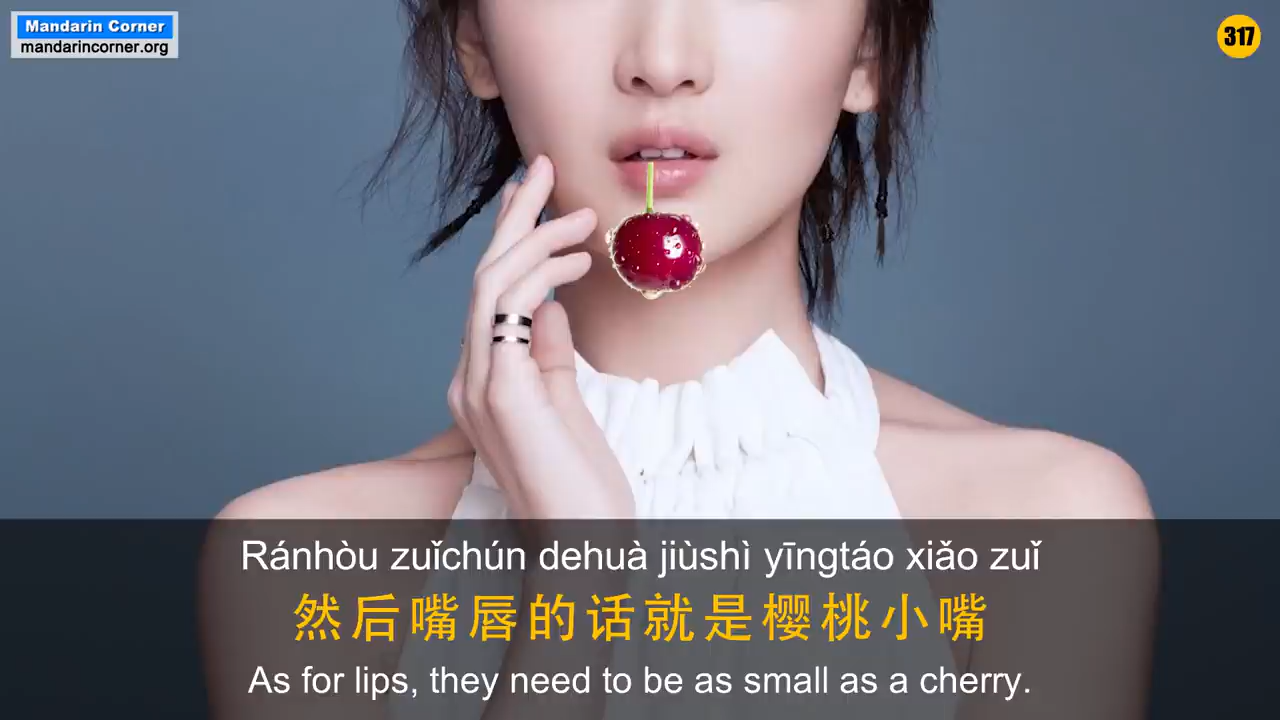 Mandarin Corner
mandarincorner.org
317
Ránhòu zuǐchún dehuà jiùshì yīngtáo xiǎo zuǐ
然后嘴唇的话就是樱桃小嘴
As for lips, they need to be as small as a cherry.